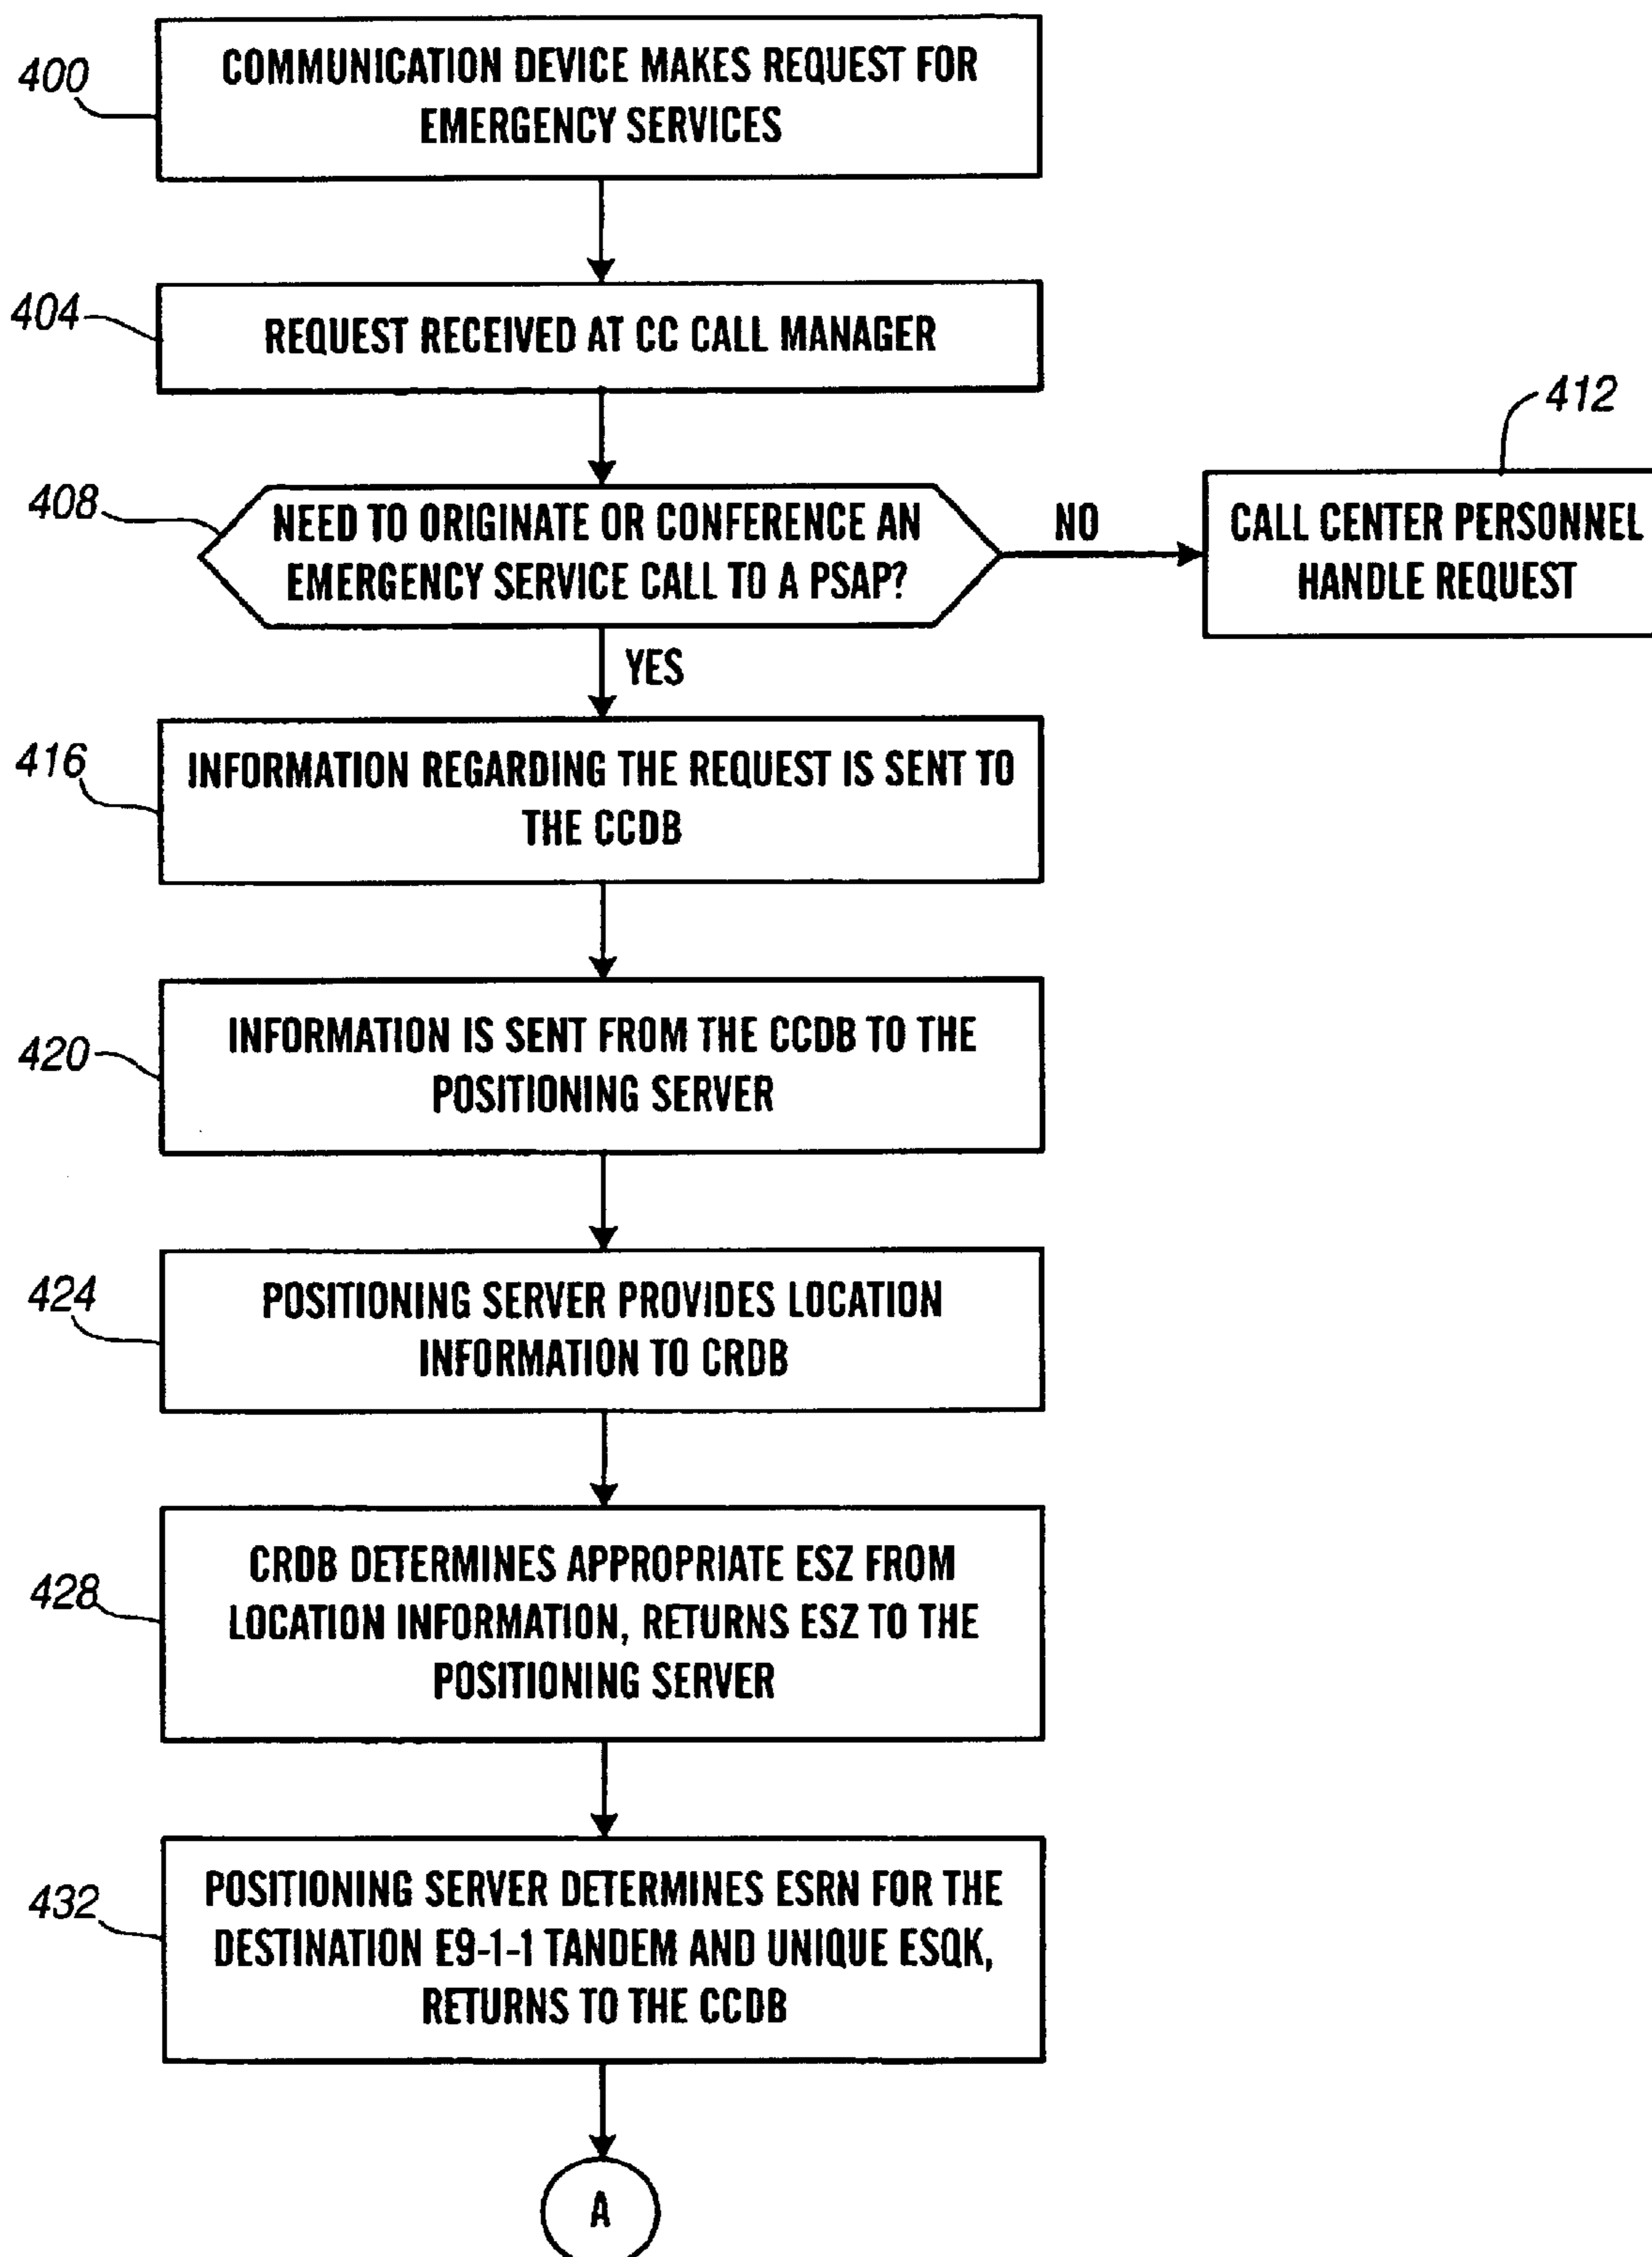 400
COMMUNICATION DEVICE MAKES REQUEST FOR
EMERGENCY SERVICES
404
REQUEST RECEIVED AT CC CALL MANAGER
408
NEED TO ORIGINATE OR CONFERENCE AN
EMERGENCY SERVICE CALL TO A PSAP?
NO
412
CALL CENTER PERSONNEL
HANDLE REQUEST
YES
416
INFORMATION REGARDING THE REQUEST IS SENT TO
THE CCDB
420
INFORMATION IS SENT FROM THE CCDB TO THE
POSITIONING SERVER
424
POSITIONING SERVER PROVIDES LOCATION
INFORMATION TO CRDB
428
CRDB DETERMINES APPROPRIATE ESZ FROM
LOCATION INFORMATION, RETURNS ESZ TO THE
POSITIONING SERVER
432
POSITIONING SERVER DETERMINES ESRN FOR THE
DESTINATION E9-1-1 TANDEM AND UNIQUE ESQK,
RETURNS TO THE CCDB
A